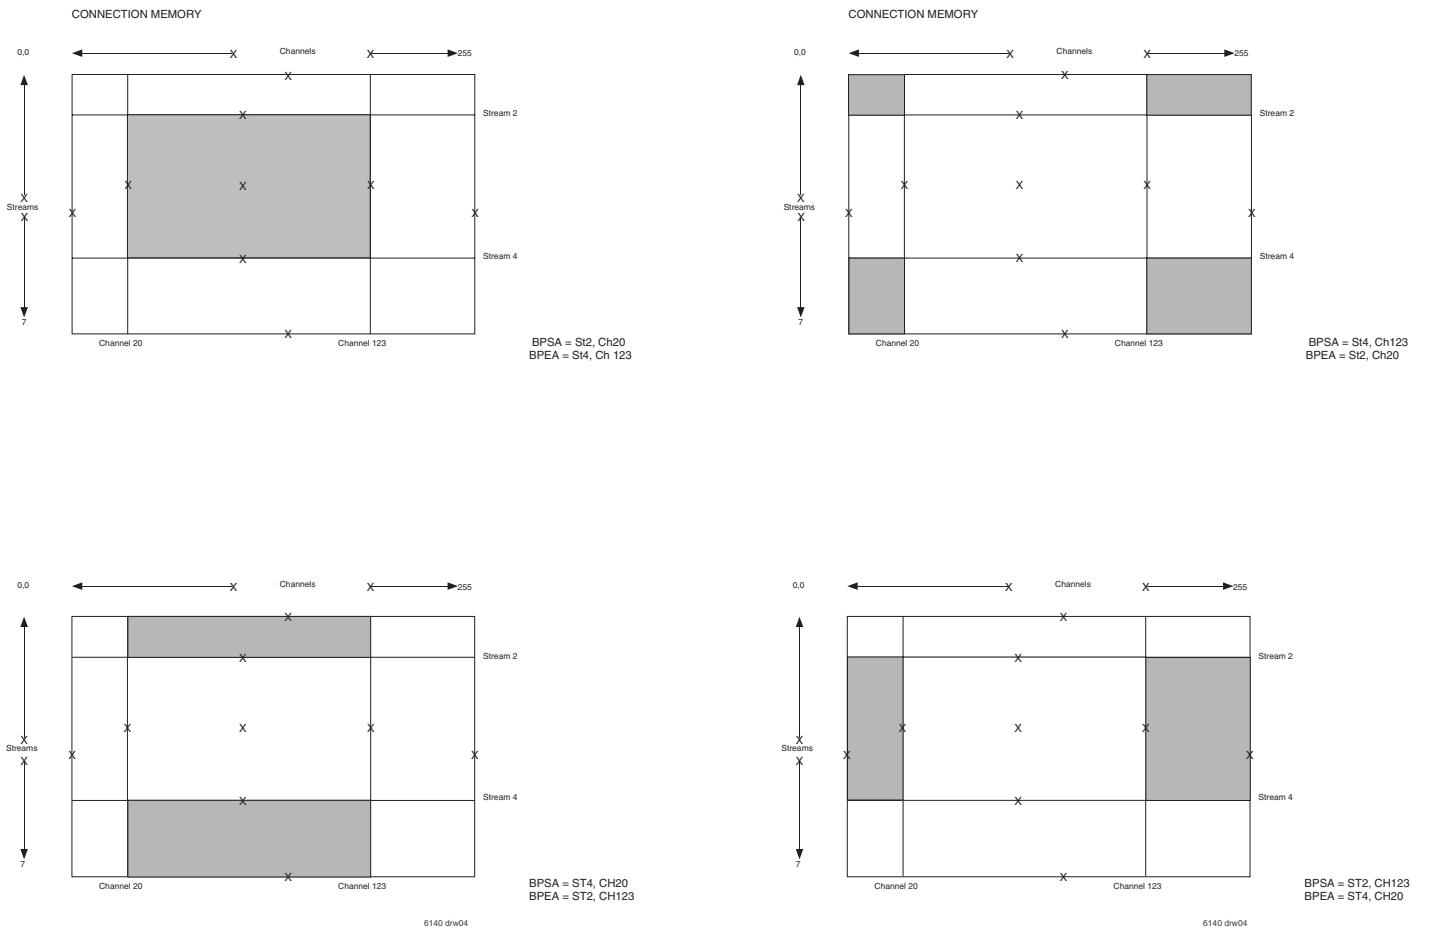 CONNECTION MEMORY
0,0
X
Channels
X
255
X
Stream 2
X
X
X
X
X
Streams
X
X
X
Stream 4
X
7
X
Channel 20
Channel 123
BPSA = St2, Ch20
BPEA = St4, Ch 123
CONNECTION MEMORY
0,0
X
Channels
X
255
X
Stream 2
X
X
X
X
X
Streams
X
X
X
Stream 4
X
7
X
Channel 20
Channel 123
BPSA = St4, Ch123
BPEA = St2, Ch20
0,0
X
Channels
X
255
X
Stream 2
X
X
X
X
X
Streams
X
X
X
Stream 4
X
7
X
Channel 20
Channel 123
BPSA = ST4, CH20
BPEA = ST2, CH123
6140 drw04
0,0
X
Channels
X
255
X
Stream 2
X
X
X
X
X
Streams
X
X
X
Stream 4
X
7
X
Channel 20
Channel 123
BPSA = ST2, CH123
BPEA = ST4, CH20
6140 drw04